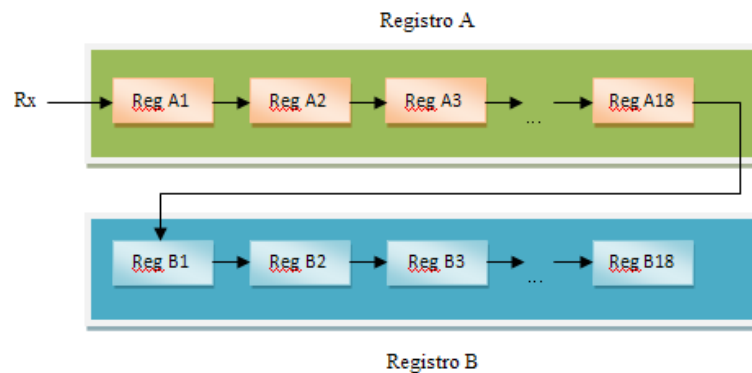 Registro A
Rx
Reg A1
Reg A2
Reg A3
...
Reg A18
Reg B1
Reg B2
Reg B3
...
Reg B18
Registro B